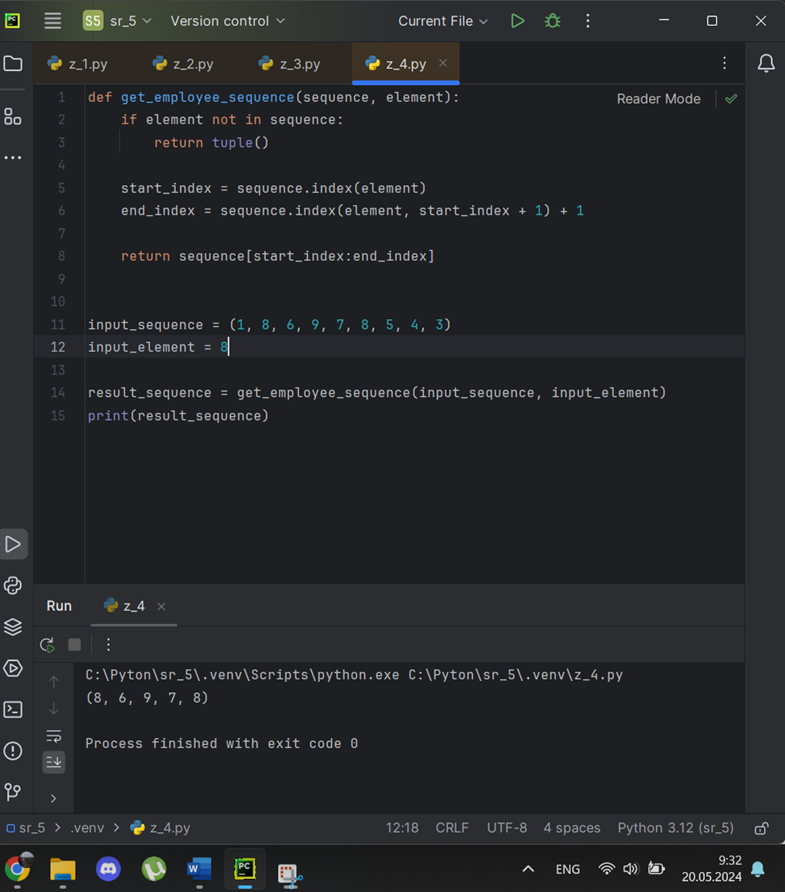 PC S5 sr_5 Version control Current File
z_1.py z_2.py z_3.py z_4.py
1 def get_employee_sequence(sequence, element): Reader Mode
2 if element not in sequence:
3 return tuple()
4
5 start_index = sequence.index(element)
6 end_index = sequence.index(element, start_index + 1) + 1
7
8 return sequence[start_index:end_index]
9
10
11 input_sequence = (1, 8, 6, 9, 7, 8, 5, 4, 3)
12 input_element = 8
13
14 result_sequence = get_employee_sequence(input_sequence, input_element)
15 print(result_sequence)
Run z_4
C:\Pyton\sr_5\.venv\Scripts\python.exe C:\Pyton\sr_5\.venv\z_4.py
(8, 6, 9, 7, 8)
Process finished with exit code 0
sr_5 > .venv > z_4.py 12:18 CRLF UTF-8 4 spaces Python 3.12 (sr_5)
W PC ENG 9:32
20.05.2024